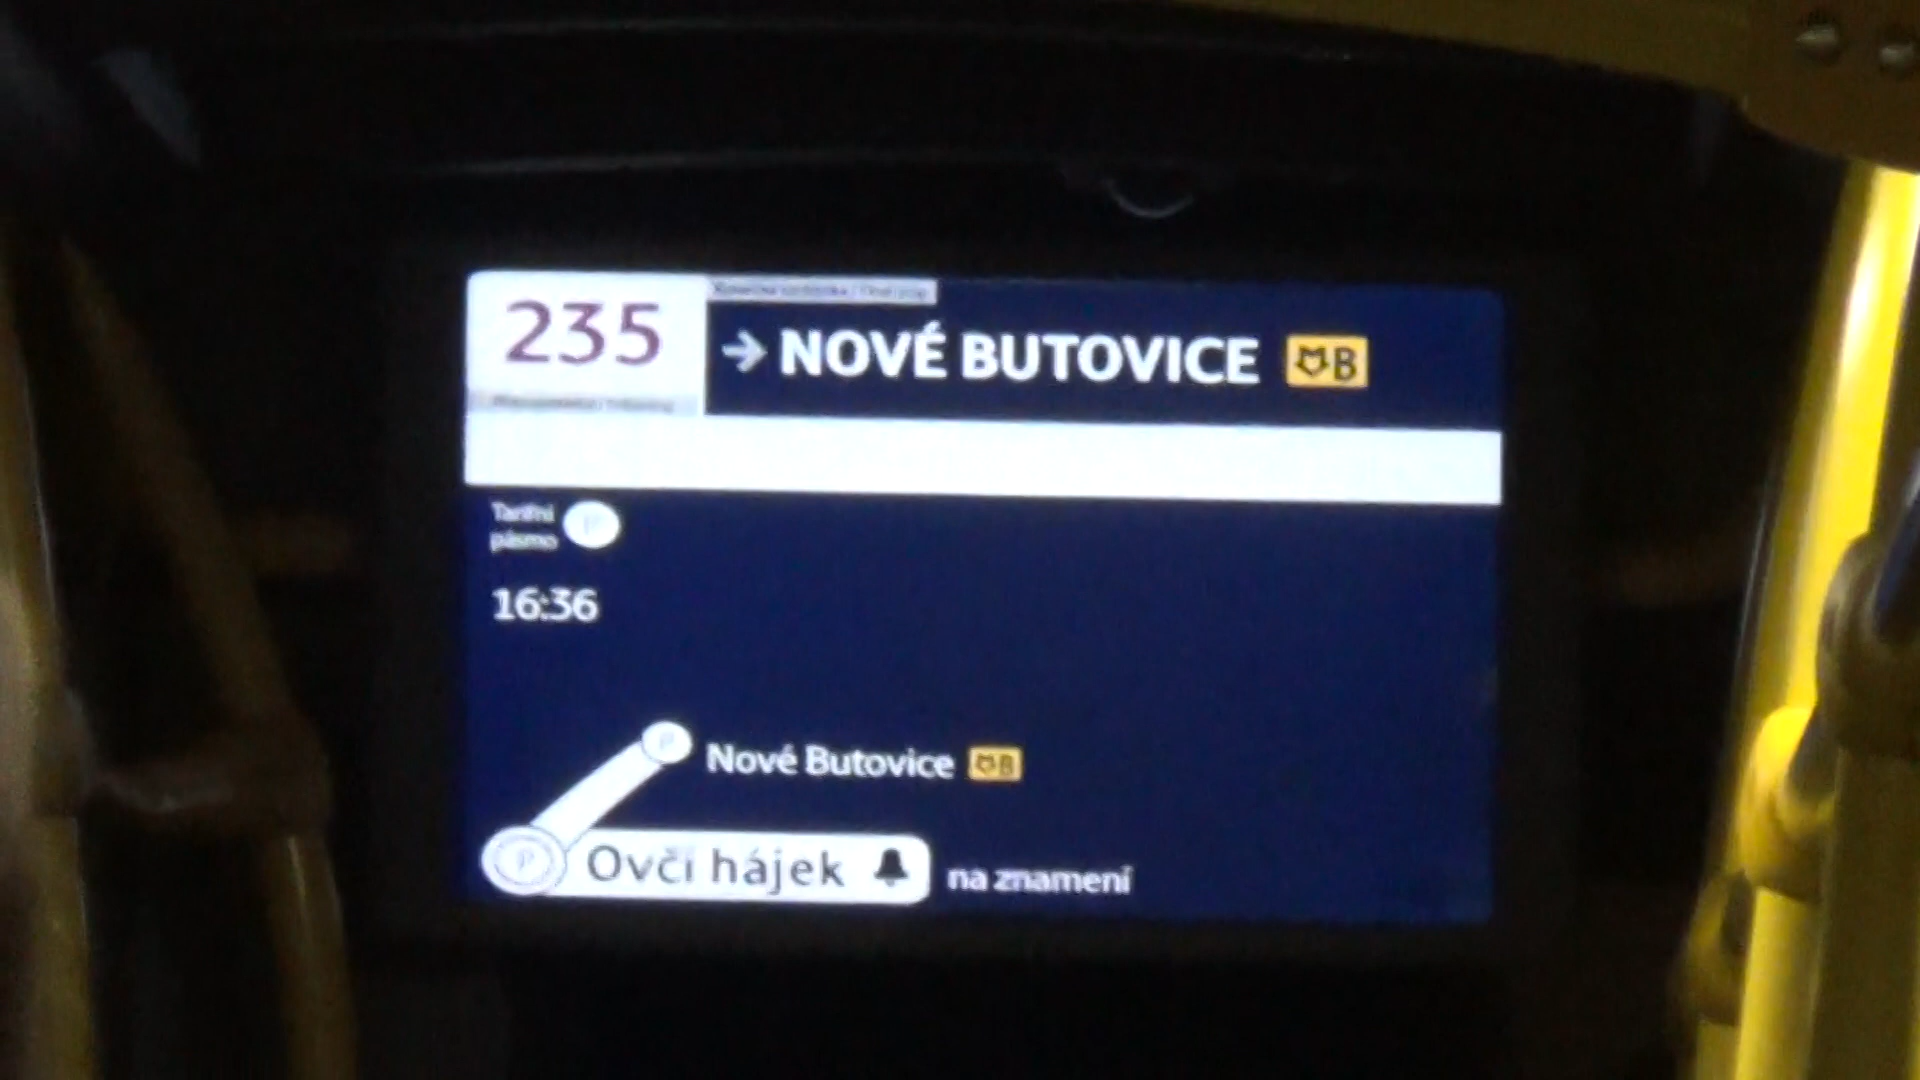 235
→ NOVÉ BUTOVICE B
Tarifní
pásmo P
16:36
P Nové Butovice B
P Ovčí hájek na znamení